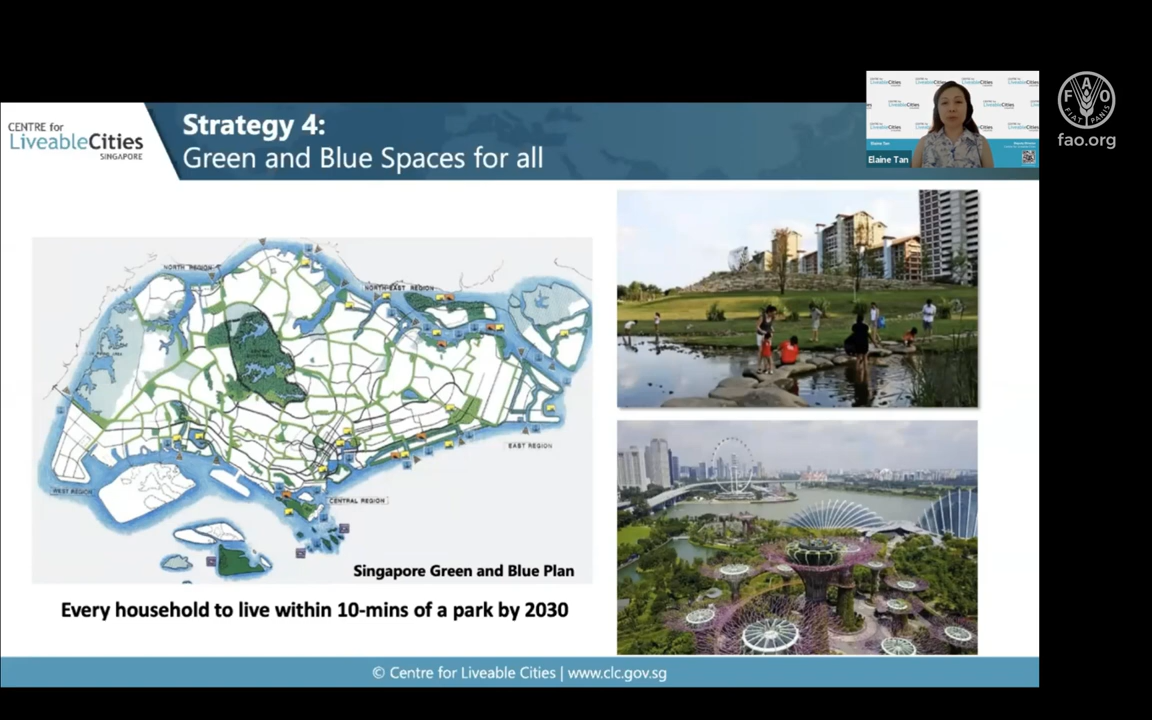 CENTRE for
LiveableCities
SINGAPORE
Strategy 4:
Green and Blue Spaces for all
Elaine Tan
Elaine Tan
FAO
FIAT PANIS
fao.org
NORTH REGION
NORTH-EAST REGION
EAST REGION
WEST REGION
CENTRAL REGION
Singapore Green and Blue Plan
Every household to live within 10-mins of a park by 2030
© Centre for Liveable Cities | www.clc.gov.sg